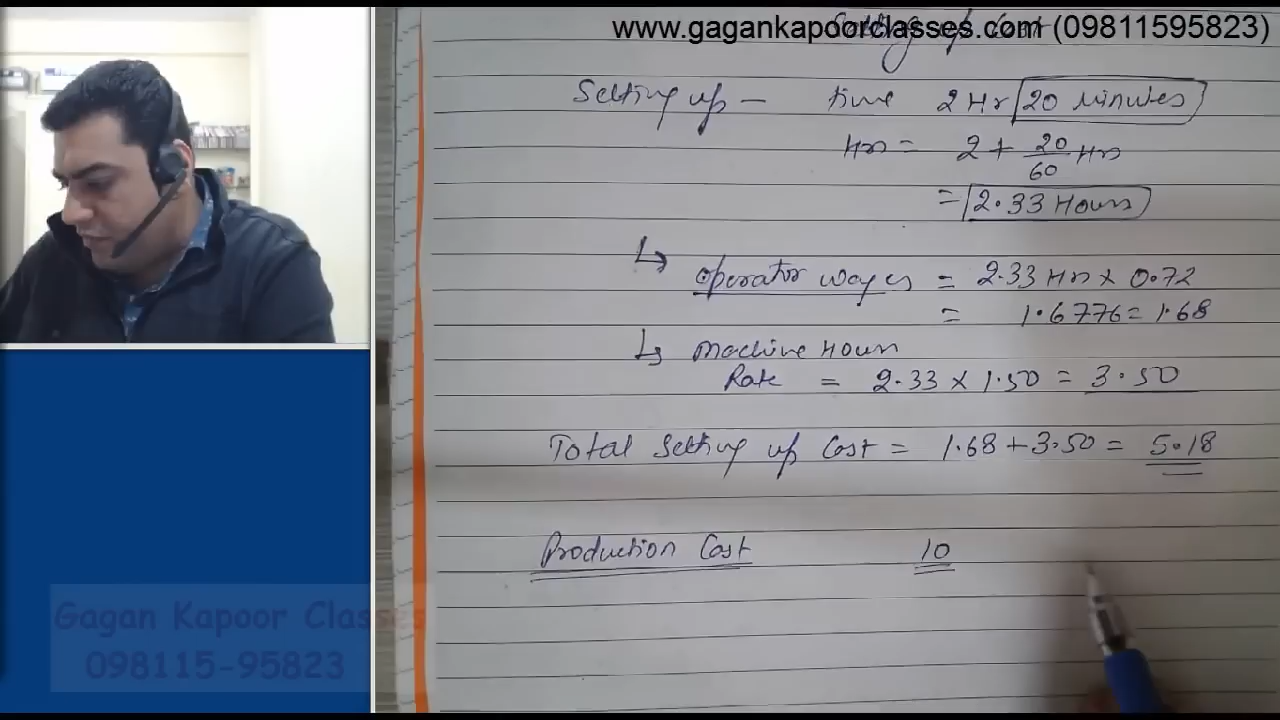 www.gagankapoorclasses.com (09811595823)
Setting up Cost
Setting up - time 2 Hr 20 Minutes
Hrs = 2 + 20/60 Hrs
= 2.33 Hours
↳ operator wages = 2.33 Hrs × 0.72
= 1.6776 = 1.68
↳ Machine Hour
Rate = 2.33 × 1.50 = 3.50
Total Setting up Cost = 1.68 + 3.50 = 5.18
Production Cost 10
Gagan Kapoor Classes
098115-95823